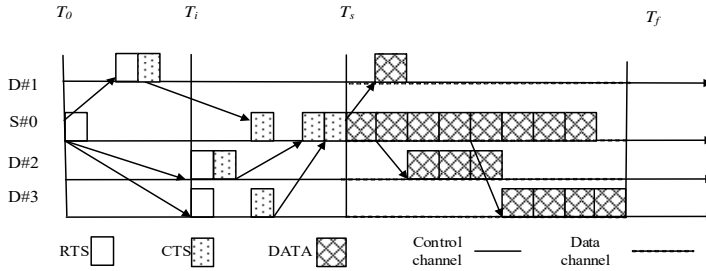 T0 Ti Ts Tf
D#1
S#0
D#2
D#3
RTS CTS DATA Control channel Data channel